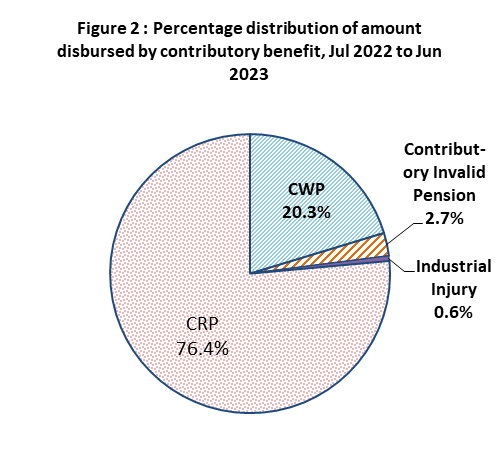 Figure 2 : Percentage distribution of amount
disbursed by contributory benefit, Jul 2022 to Jun
2023
Contribut-
ory Invalid
Pension
2.7%
CWP
20.3%
Industrial
Injury
0.6%
CRP
76.4%